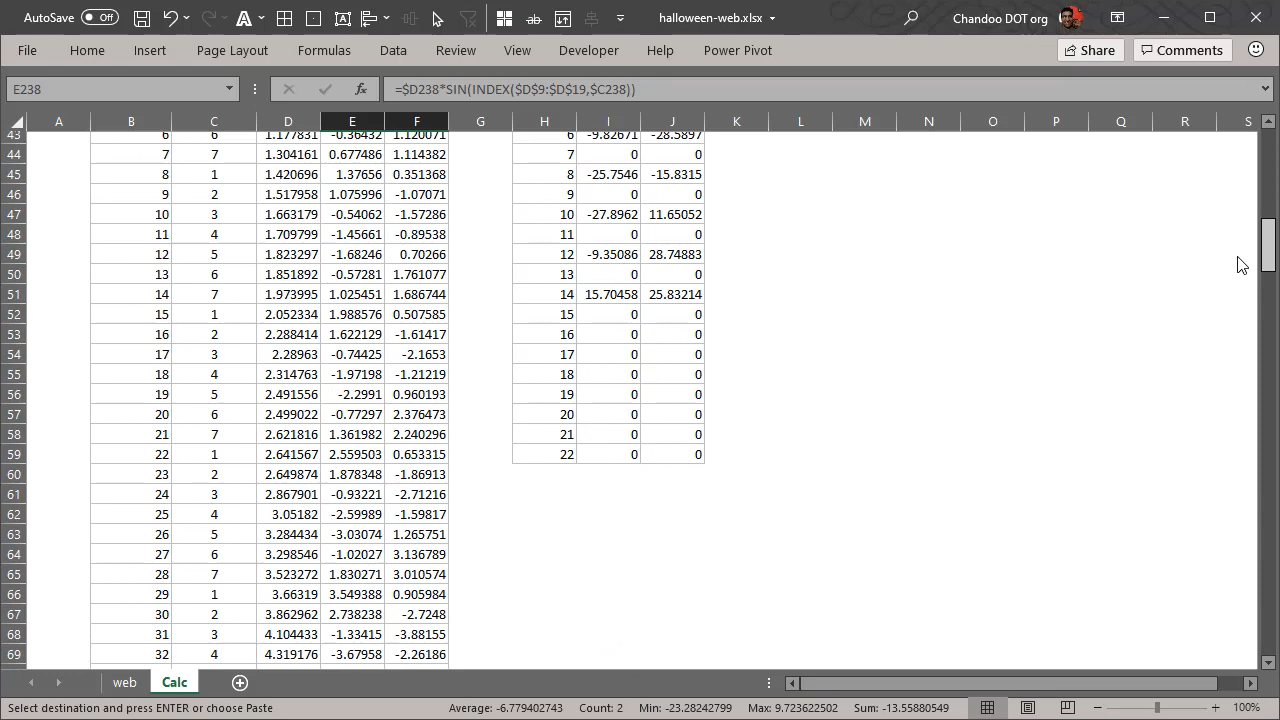 AutoSave Off A halloween-web.xlsx Chandoo DOT org
File Home Insert Page Layout Formulas Data Review View Developer Help Power Pivot Share Comments
E238 fx =$D238*SIN(INDEX($D$9:$D$19,$C238))
A B C D E F G H I J K L M N O P Q R S
43 6 6 1.177831 -0.36432 1.120071 6 -9.82671 -28.5897
44 7 7 1.304161 0.677486 1.114382 7 0 0
45 8 1 1.420696 1.37656 0.351368 8 -25.7546 -15.8315
46 9 2 1.517958 1.075996 -1.07071 9 0 0
47 10 3 1.663179 -0.54062 -1.57286 10 -27.8962 11.65052
48 11 4 1.709799 -1.45661 -0.89538 11 0 0
49 12 5 1.823297 -1.68246 0.70266 12 -9.35086 28.74883
50 13 6 1.851892 -0.57281 1.761077 13 0 0
51 14 7 1.973995 1.025451 1.686744 14 15.70458 25.83214
52 15 1 2.052334 1.988576 0.507585 15 0 0
53 16 2 2.288414 1.622129 -1.61417 16 0 0
54 17 3 2.28963 -0.74425 -2.1653 17 0 0
55 18 4 2.314763 -1.97198 -1.21219 18 0 0
56 19 5 2.491556 -2.2991 0.960193 19 0 0
57 20 6 2.499022 -0.77297 2.376473 20 0 0
58 21 7 2.621816 1.361982 2.240296 21 0 0
59 22 1 2.641567 2.559503 0.653315 22 0 0
60 23 2 2.649874 1.878348 -1.86913
61 24 3 2.867901 -0.93221 -2.71216
62 25 4 3.05182 -2.59989 -1.59817
63 26 5 3.284434 -3.03074 1.265751
64 27 6 3.298546 -1.02027 3.136789
65 28 7 3.523272 1.830271 3.010574
66 29 1 3.66319 3.549388 0.905984
67 30 2 3.862962 2.738238 -2.7248
68 31 3 4.104433 -1.33415 -3.88155
69 32 4 4.319176 -3.67958 -2.26186
web Calc
Select destination and press ENTER or choose Paste Average: -6.779402743 Count: 2 Min: -23.28242799 Max: 9.723622502 Sum: -13.55880549 100%